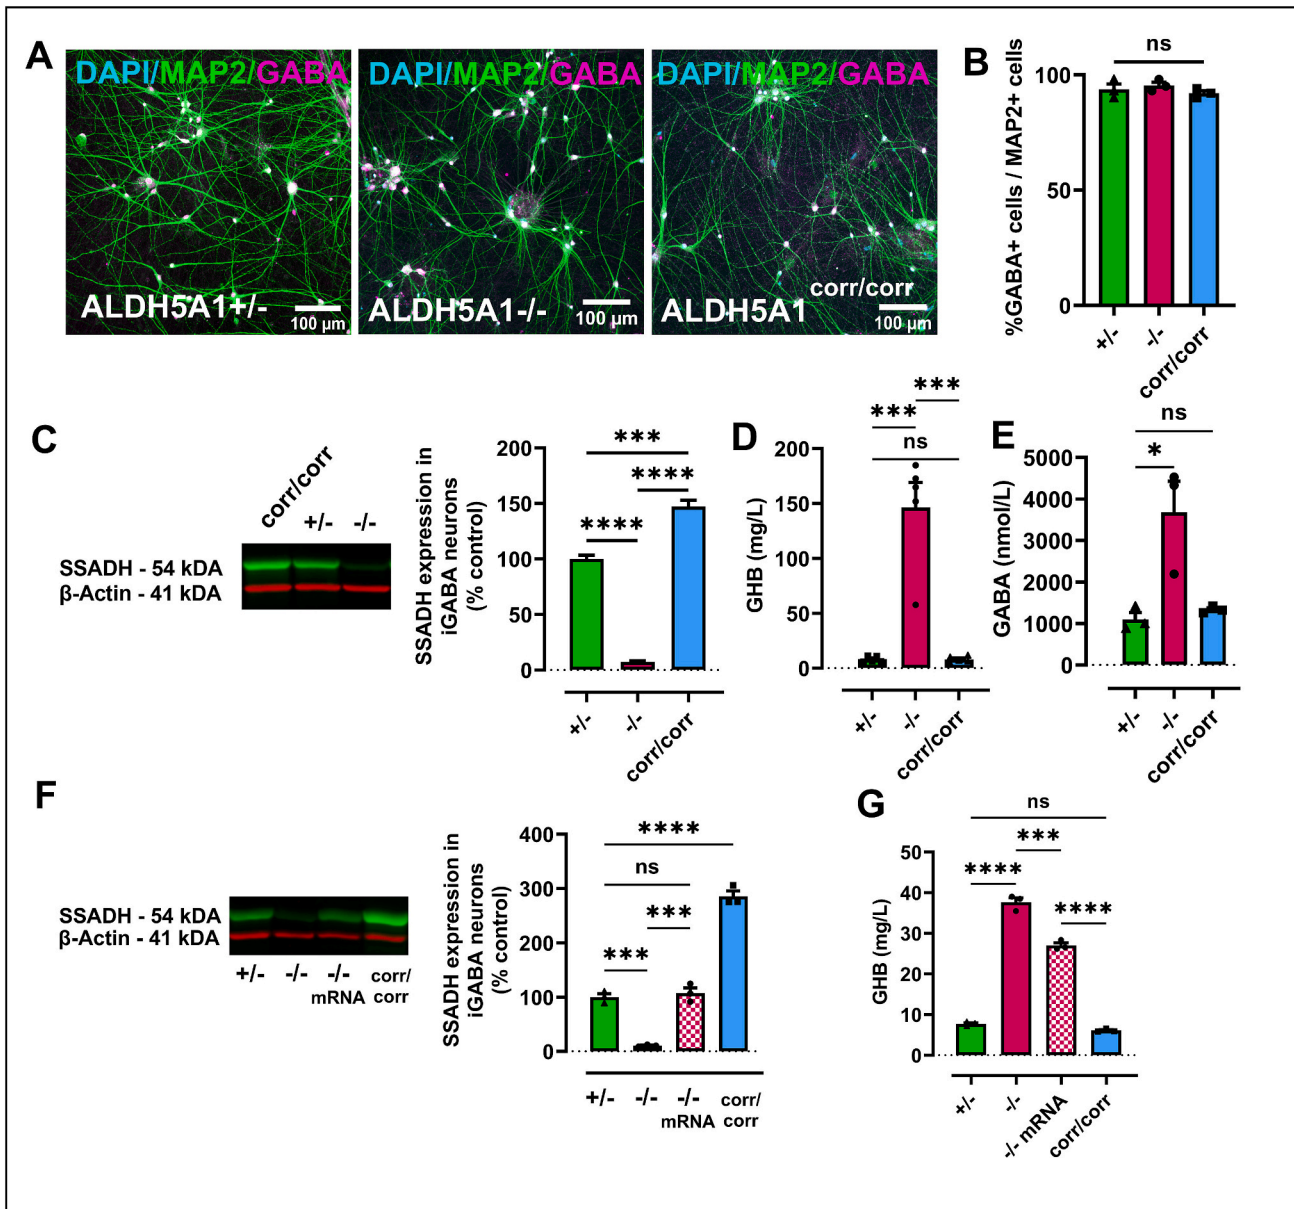 A
DAPI/MAP2/GABA
ALDH5A1+/-
100 µm
DAPI/MAP2/GABA
ALDH5A1-/-
100 µm
DAPI/MAP2/GABA
corr/corr
ALDH5A1
100 µm
B
%GABA+ cells / MAP2+ cells
ns
100
50
0
+/-
-/-
corr/corr
C
corr/corr
+/-
-/-
SSADH - 54 kDA
β-Actin - 41 kDA
SSADH expression in
iGABA neurons
(% control)
200
150
100
50
0
***
****
****
+/-
-/-
corr/corr
D
GHB (mg/L)
200
150
100
50
0
***
***
ns
+/-
-/-
corr/corr
E
GABA (nmol/L)
5000
4000
3000
2000
1000
0
ns
*
+/-
-/-
corr/corr
F
SSADH - 54 kDA
β-Actin - 41 kDA
+/-
-/-
-/-
mRNA
corr/
corr
SSADH expression in
iGABA neurons
(% control)
400
300
200
100
0
****
ns
***
***
+/-
-/-
-/-
mRNA
corr/
corr
G
GHB (mg/L)
50
40
30
20
10
0
ns
***
****
****
+/-
-/-
-/- mRNA
corr/corr